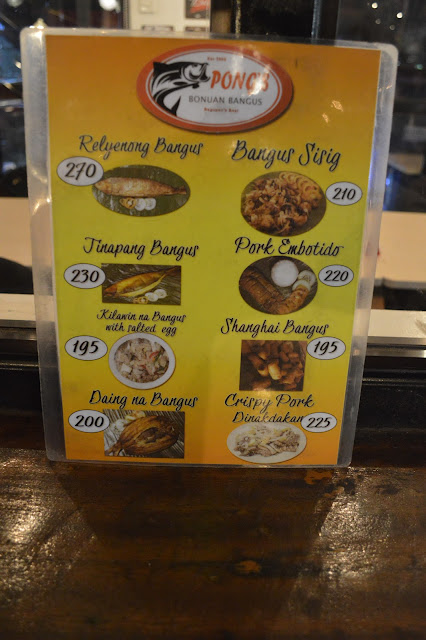 PONG'S
BONUAN BANGUS
Relyenong Bangus
270
Bangus Sisig
210
Tinapang Bangus
230
Pork Embotido
220
Kilawin na Bangus
with salted egg
195
Shanghai Bangus
195
Daing na Bangus
200
Crispy Pork
Dinakdakan
225